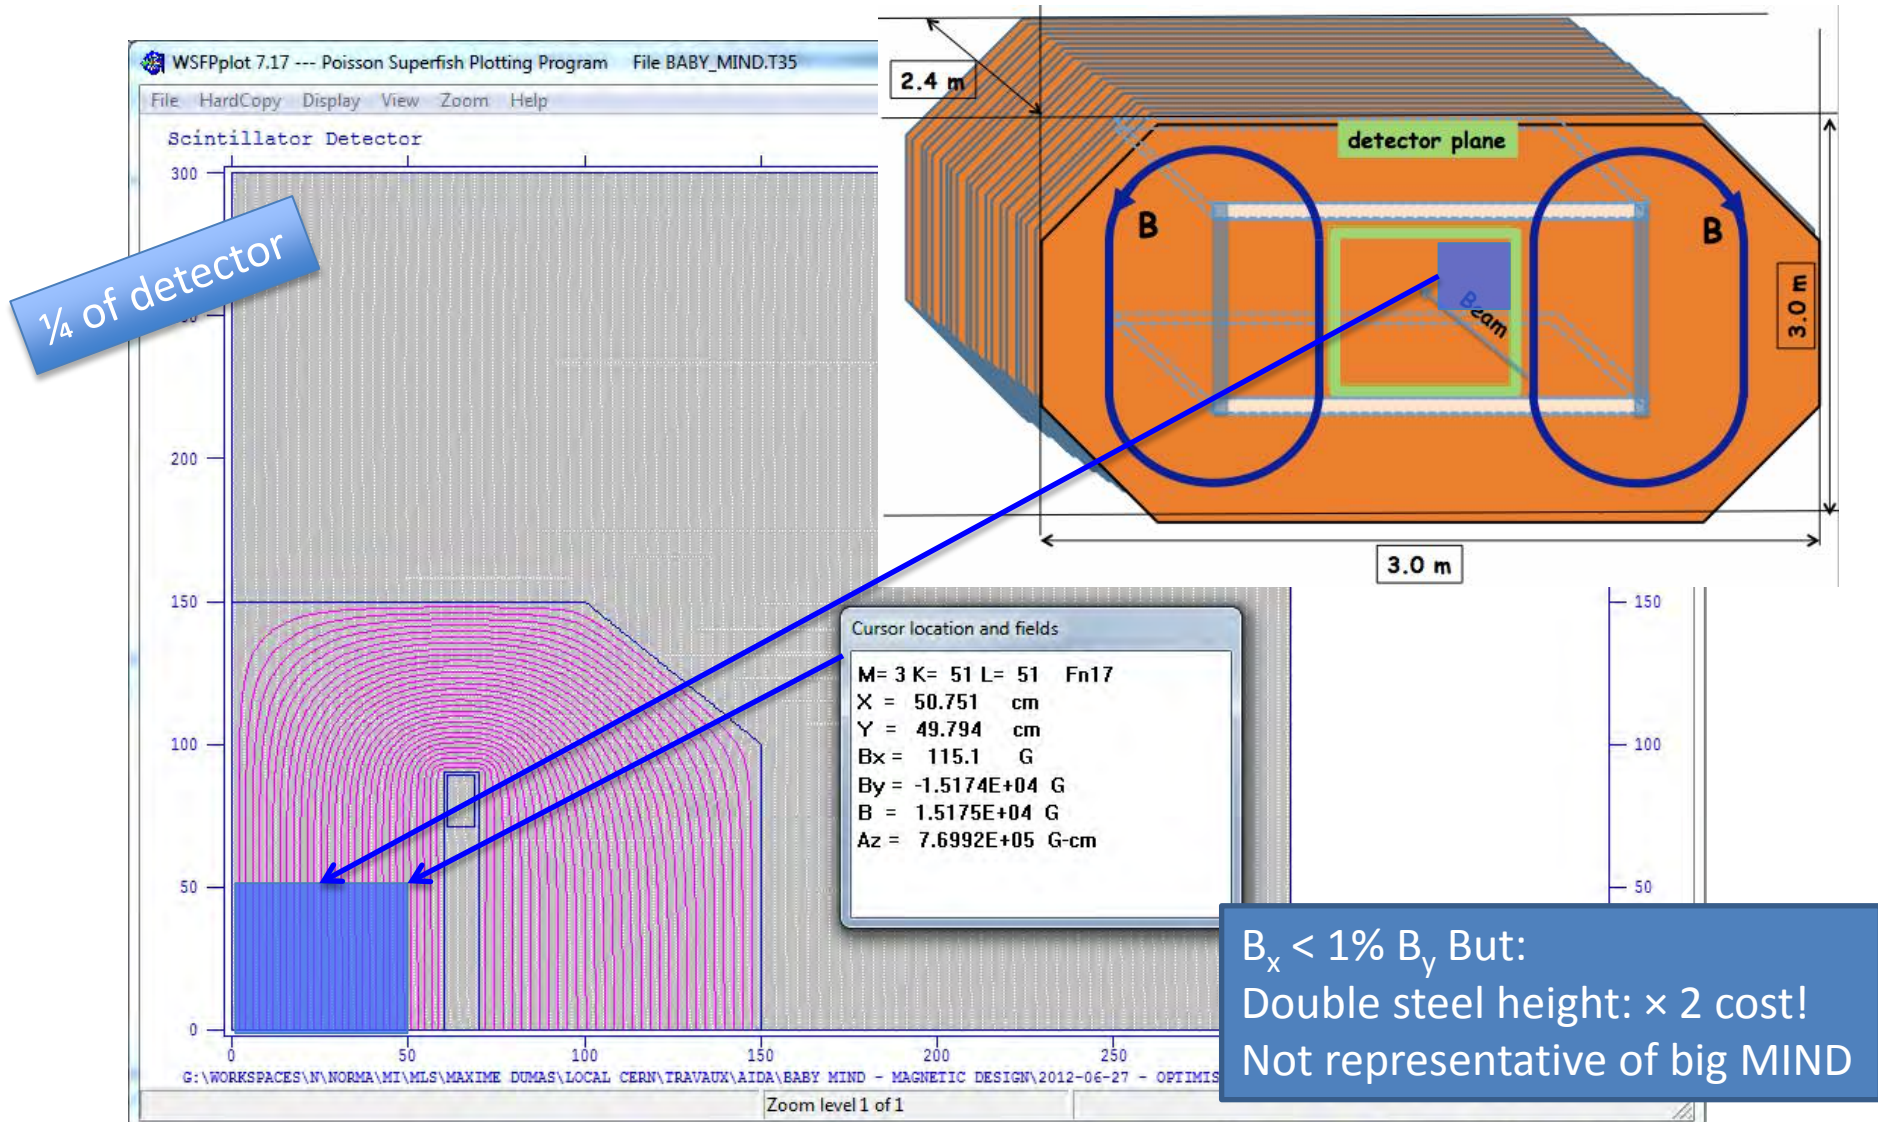 WSFPplot 7.17 --- Poisson Superfish Plotting Program File BABY_MIND.T35
File HardCopy Display View Zoom Help
Scintillator Detector
300
200
150
100
50
0
0 50 100 150 200 250
150
100
50
¼ of detector
2.4 m
detector plane
B
B
Beam
3.0 m
3.0 m
Cursor location and fields
M= 3 K= 51 L= 51 Fn17
X = 50.751 cm
Y = 49.794 cm
Bx = 115.1 G
By = -1.5174E+04 G
B = 1.5175E+04 G
Az = 7.6992E+05 G-cm
Bx < 1% By But:
Double steel height: × 2 cost!
Not representative of big MIND
G:\WORKSPACES\N\NORMA\MI\MLS\MAXIME DUMAS\LOCAL CERN\TRAVAUX\AIDA\BABY MIND - MAGNETIC DESIGN\2012-06-27 - OPTIMIS
Zoom level 1 of 1